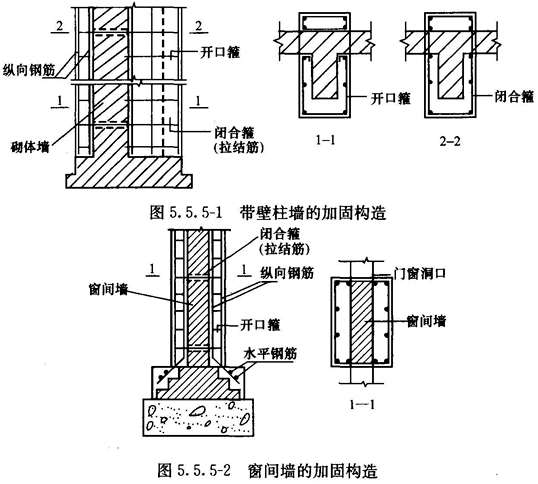 2 2
纵向钢筋 开口箍
1 1
砌体墙 闭合箍
(拉结筋)
开口箍
1-1
闭合箍
2-2
图 5.5.5-1 带壁柱墙的加固构造
闭合箍
(拉结筋)
1 1
纵向钢筋
窗间墙
开口箍
水平钢筋
门窗洞口
窗间墙
1—1
图 5.5.5-2 窗间墙的加固构造